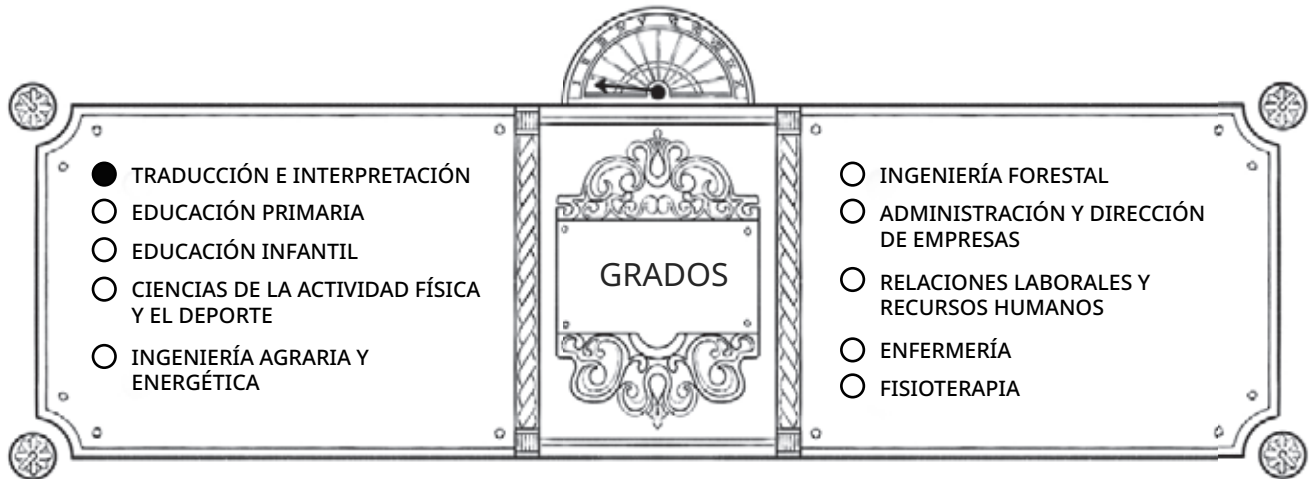 TRADUCCIÓN E INTERPRETACIÓN
EDUCACIÓN PRIMARIA
EDUCACIÓN INFANTIL
CIENCIAS DE LA ACTIVIDAD FÍSICA
Y EL DEPORTE
INGENIERÍA AGRARIA Y
ENERGÉTICA
GRADOS
INGENIERÍA FORESTAL
ADMINISTRACIÓN Y DIRECCIÓN
DE EMPRESAS
RELACIONES LABORALES Y
RECURSOS HUMANOS
ENFERMERÍA
FISIOTERAPIA